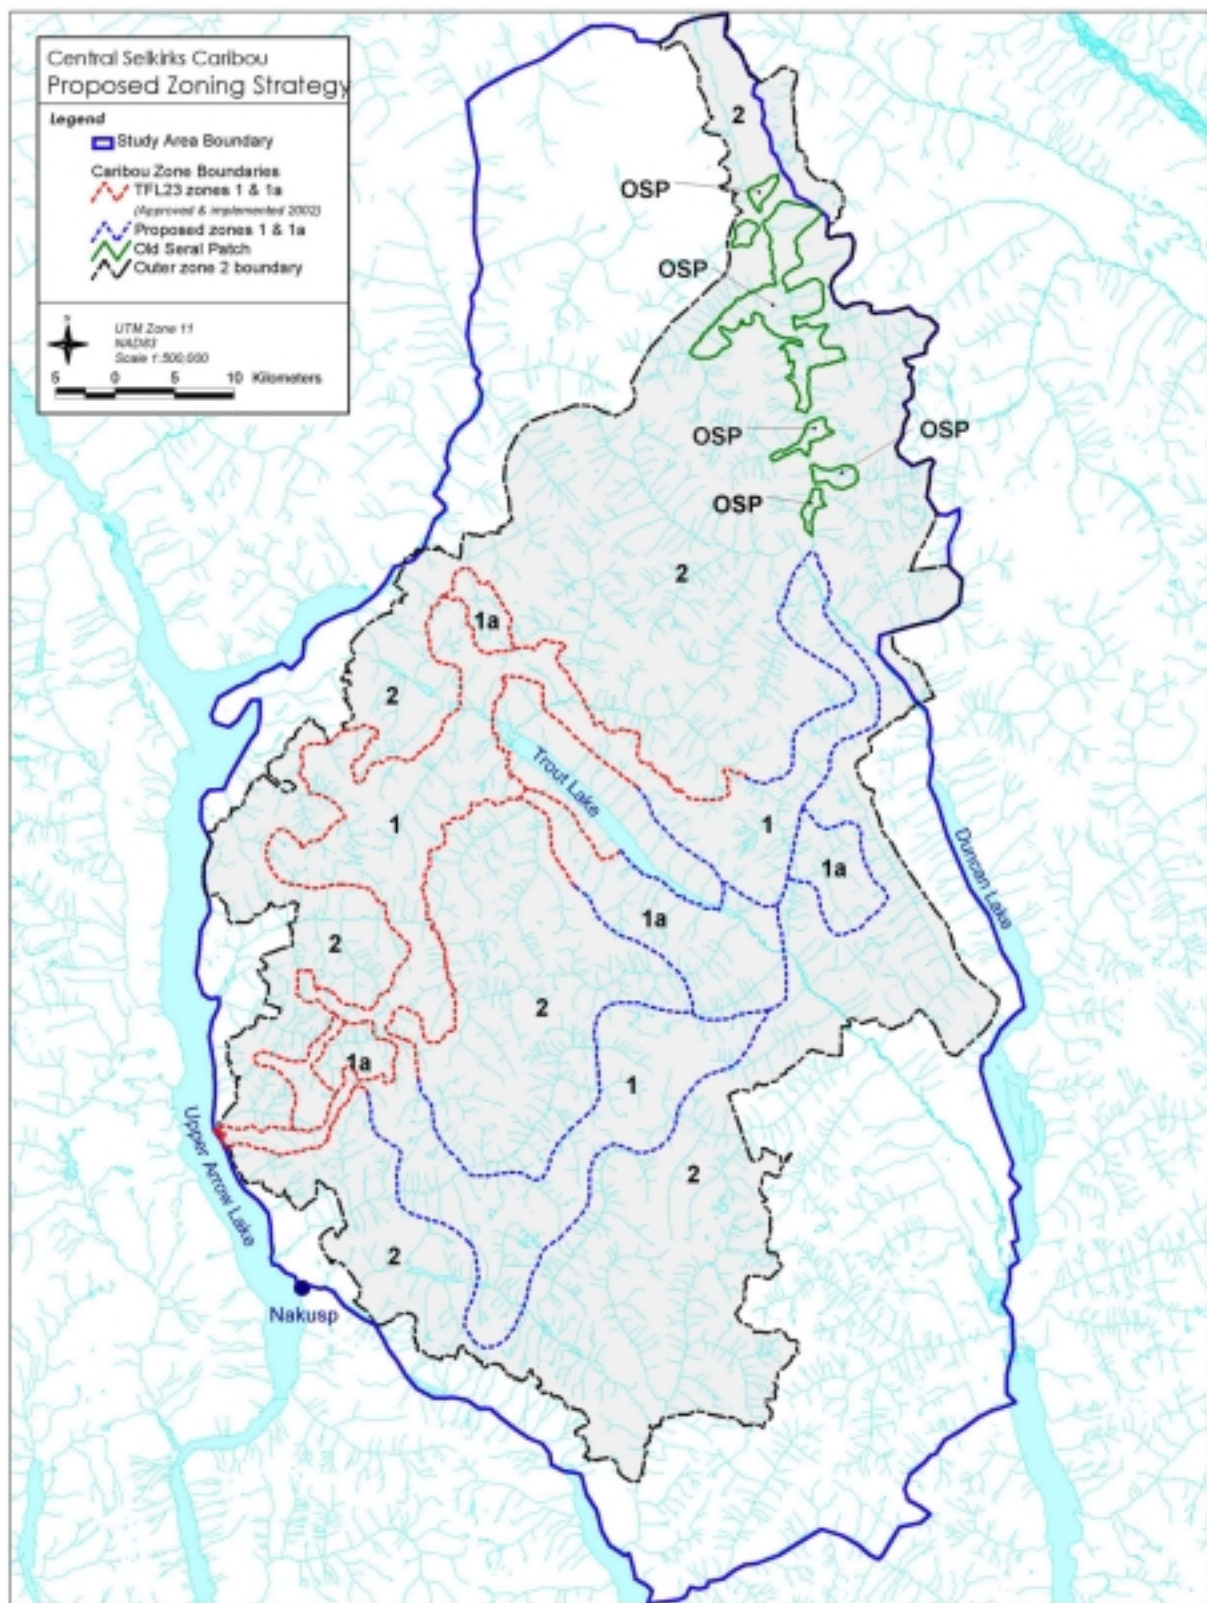 Central Selkirks Caribou
Proposed Zoning Strategy
Legend
Study Area Boundary
Caribou Zone Boundaries
TFL23 zones 1 & 1a
(Approved & implemented 2002)
Proposed zones 1 & 1a
Old Seral Patch
Outer zone 2 boundary
N
UTM Zone 11
NAD83
Scale 1:500,000
5 0 5 10 Kilometers
2
OSP
OSP
OSP
OSP
OSP
2
1a
2
Trout Lake
1
1
1a
Duncan Lake
1a
2
2
1a
1
Upper Arrow Lake
2
2
Nakusp